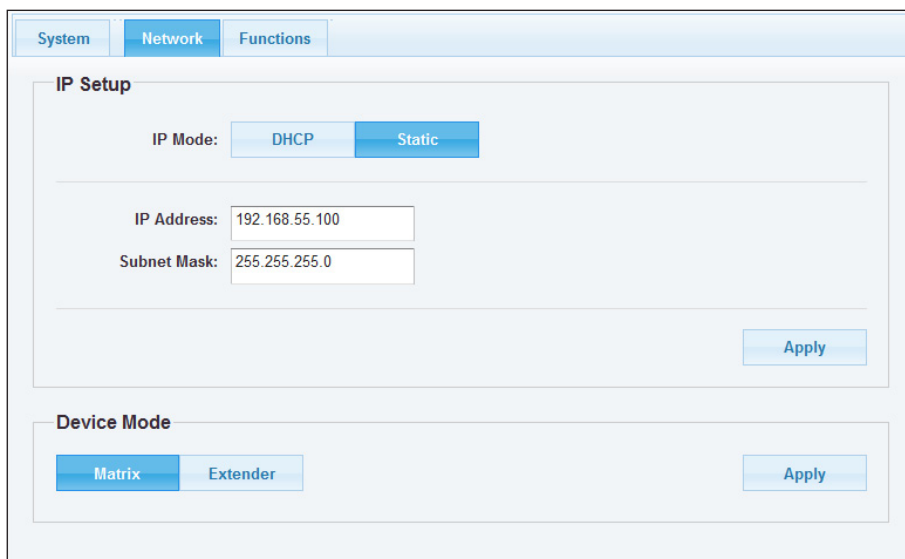 System Network Functions
IP Setup
IP Mode: DHCP Static
IP Address: 192.168.55.100
Subnet Mask: 255.255.255.0
Apply
Device Mode
Matrix Extender Apply